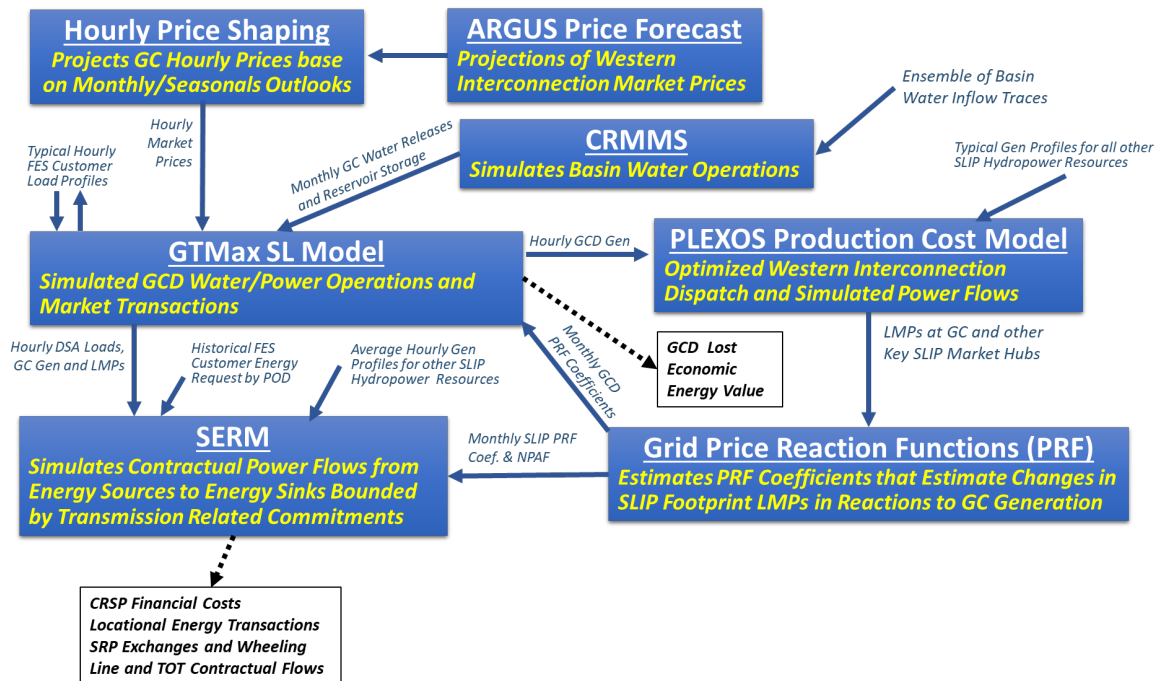 Hourly Price Shaping
Projects GC Hourly Prices base
on Monthly/Seasonals Outlooks
ARGUS Price Forecast
Projections of Western
Interconnection Market Prices
Ensemble of Basin
Water Inflow Traces
Hourly
Market
Prices
Typical Hourly
FES Customer
Load Profiles
Monthly GC Water Releases
and Reservoir Storage
CRMMS
Simulates Basin Water Operations
Typical Gen Profiles for all other
SLIP Hydropower Resources
GTMax SL Model
Simulated GCD Water/Power Operations and
Market Transactions
Hourly GCD Gen
PLEXOS Production Cost Model
Optimized Western Interconnection
Dispatch and Simulated Power Flows
Hourly DSA Loads,
GC Gen and LMPs
Historical FES
Customer Energy
Request by POD
Average Hourly Gen
Profiles for other SLIP
Hydropower Resources
Monthly GCD
PRF Coefficients
GCD Lost
Economic
Energy Value
LMPs at GC and other
Key SLIP Market Hubs
SERM
Simulates Contractual Power Flows from
Energy Sources to Energy Sinks Bounded
by Transmission Related Commitments
Monthly SLIP PRF
Coef. & NPAF
Grid Price Reaction Functions (PRF)
Estimates PRF Coefficients that Estimate Changes in
SLIP Footprint LMPs in Reactions to GC Generation
CRSP Financial Costs
Locational Energy Transactions
SRP Exchanges and Wheeling
Line and TOT Contractual Flows